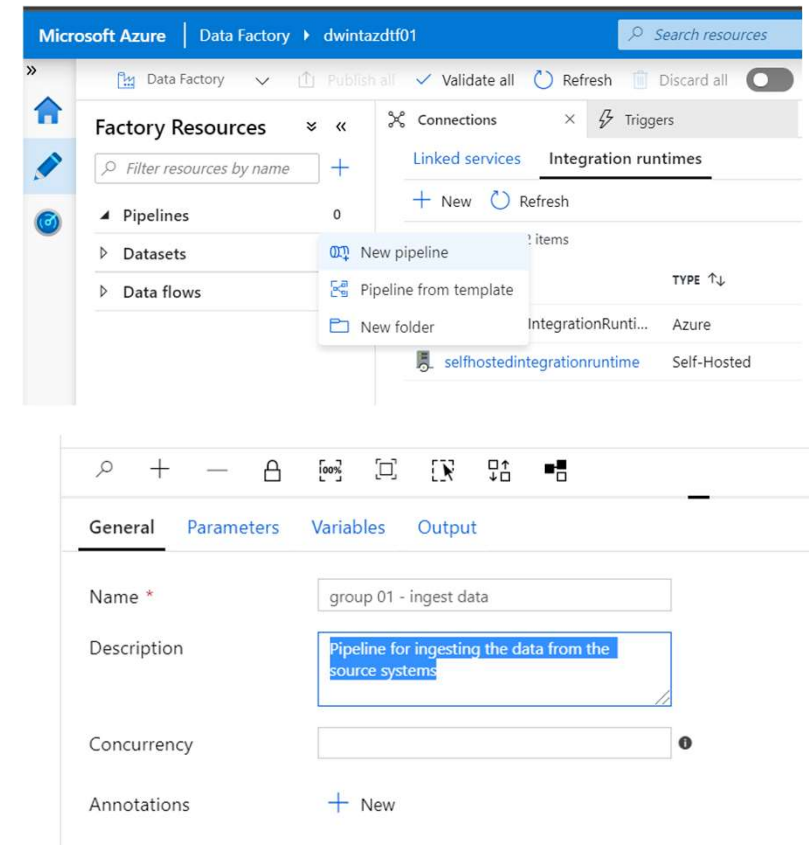 Microsoft Azure | Data Factory ▸ dwintazdtf01 Search resources
» Data Factory Publish all Validate all Refresh Discard all
Factory Resources
Connections × Triggers
Filter resources by name
Linked services Integration runtimes
+ New Refresh
Pipelines 0
items
Datasets
New pipeline
Data flows
Pipeline from template
TYPE
New folder
IntegrationRunti... Azure
selfhostedintegrationruntime Self-Hosted
100%
General Parameters Variables Output
Name * group 01 - ingest data
Description Pipeline for ingesting the data from the
source systems
Concurrency
Annotations + New